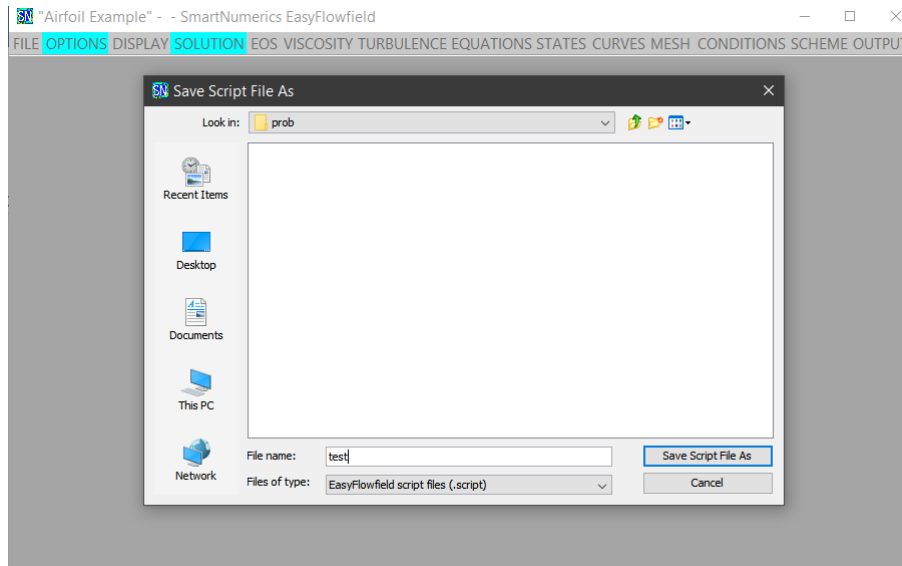 SN "Airfoil Example" - - SmartNumerics EasyFlowfield
FILE OPTIONS DISPLAY SOLUTION EOS VISCOSITY TURBULENCE EQUATIONS STATES CURVES MESH CONDITIONS SCHEME OUTPU
SN Save Script File As
Look in: prob
Recent Items
Desktop
Documents
This PC
Network
File name: test Save Script File As
Files of type: EasyFlowfield script files (.script) Cancel